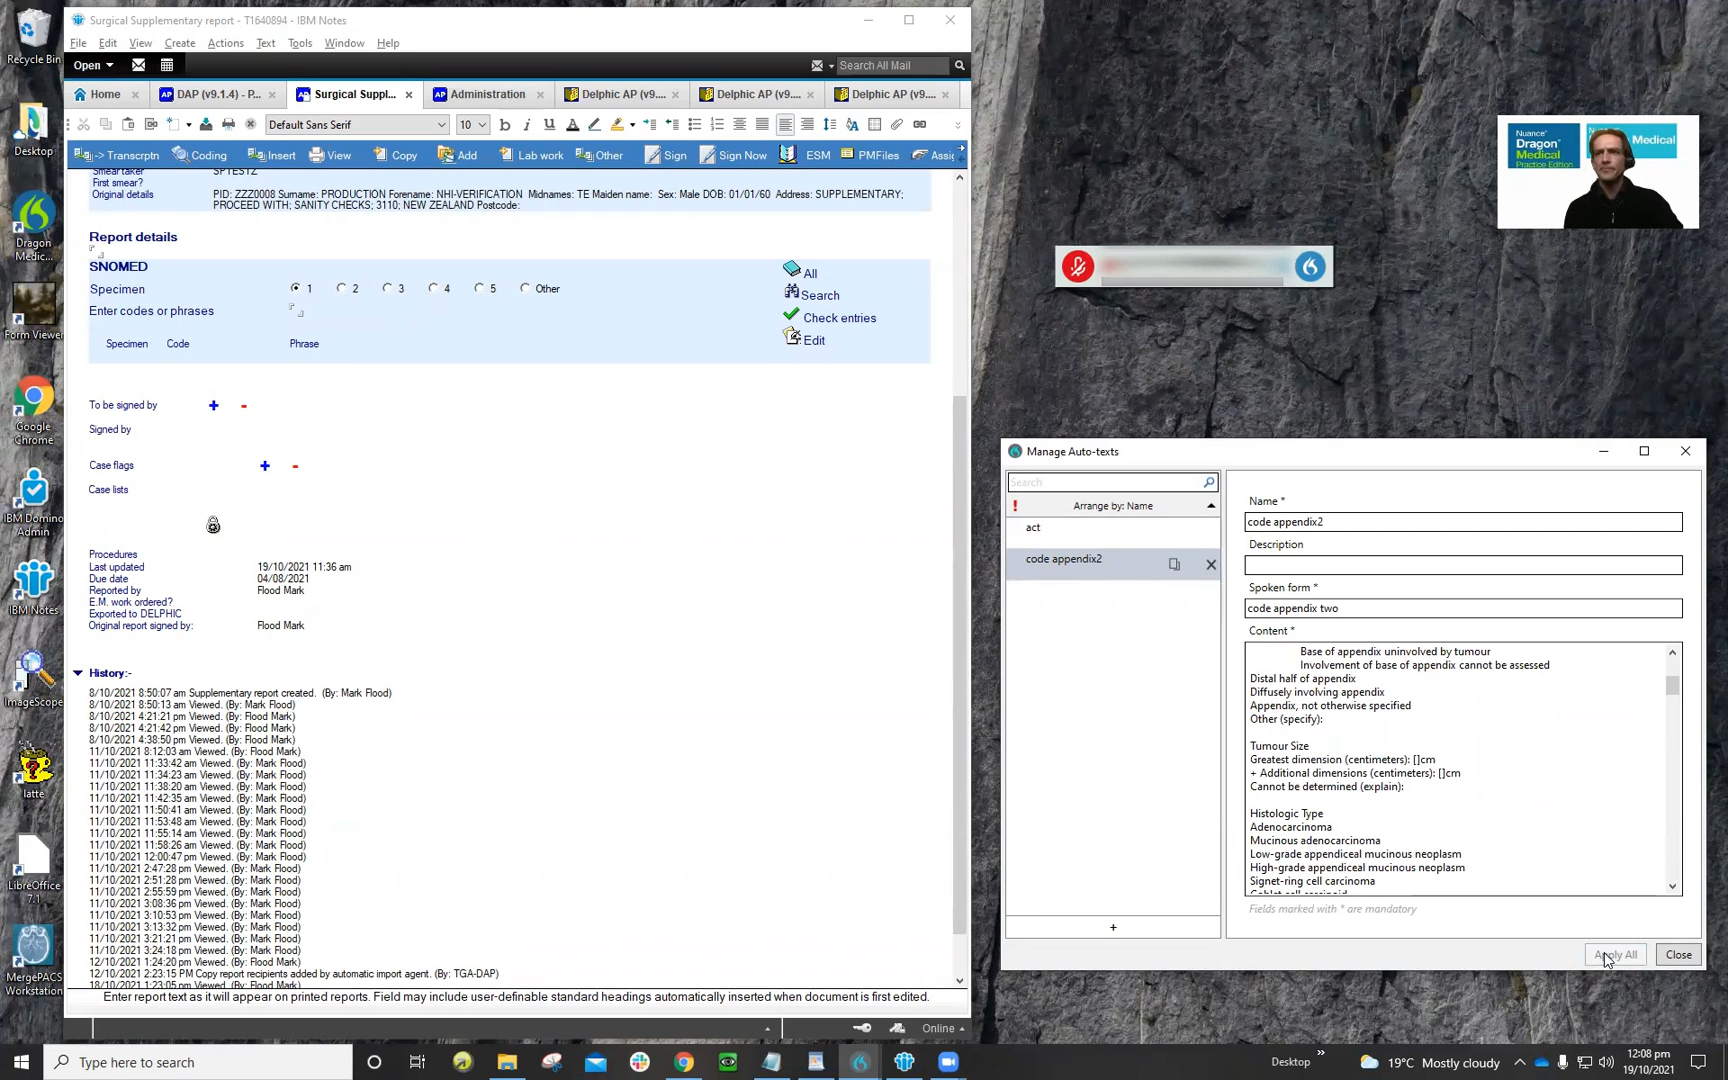 Surgical Supplementary report - T1640894 - IBM Notes
File Edit View Create Actions Text Tools Window Help
Open
Search All Mail
Home
DAP (v9.1.4) - P...
Surgical Suppl...
Administration
Delphic AP (v9....
Delphic AP (v9....
Delphic AP (v9....
Default Sans Serif
10
-> Transcrptn Coding Insert View Copy Add Lab work Other Sign Sign Now ESM PMFiles Assig
Smear taker SPTESTZ
First smear?
Original details PID: ZZZ0008 Surname: PRODUCTION Forename: NHI-VERIFICATION Midnames: TE Maiden name: Sex: Male DOB: 01/01/60 Address: SUPPLEMENTARY;
PROCEED WITH; SANITY CHECKS; 3110; NEW ZEALAND Postcode:
Report details
SNOMED
Specimen 1 2 3 4 5 Other
Enter codes or phrases
Specimen Code Phrase
All
Search
Check entries
Edit
To be signed by + -
Signed by
Case flags + -
Case lists
Procedures
Last updated 19/10/2021 11:36 am
Due date 04/08/2021
Reported by Flood Mark
E.M. work ordered?
Exported to DELPHIC
Original report signed by: Flood Mark
History:-
8/10/2021 8:50:07 am Supplementary report created. (By: Mark Flood)
8/10/2021 8:50:13 am Viewed. (By: Mark Flood)
8/10/2021 4:21:21 pm Viewed. (By: Flood Mark)
8/10/2021 4:21:42 pm Viewed. (By: Flood Mark)
8/10/2021 4:38:50 pm Viewed. (By: Flood Mark)
11/10/2021 8:12:03 am Viewed. (By: Mark Flood)
11/10/2021 11:33:42 am Viewed. (By: Mark Flood)
11/10/2021 11:34:23 am Viewed. (By: Mark Flood)
11/10/2021 11:38:20 am Viewed. (By: Mark Flood)
11/10/2021 11:42:35 am Viewed. (By: Mark Flood)
11/10/2021 11:50:41 am Viewed. (By: Mark Flood)
11/10/2021 11:53:48 am Viewed. (By: Mark Flood)
11/10/2021 11:55:14 am Viewed. (By: Mark Flood)
11/10/2021 11:58:26 am Viewed. (By: Mark Flood)
11/10/2021 12:00:47 pm Viewed. (By: Mark Flood)
11/10/2021 2:47:28 pm Viewed. (By: Mark Flood)
11/10/2021 2:51:28 pm Viewed. (By: Mark Flood)
11/10/2021 2:55:59 pm Viewed. (By: Mark Flood)
11/10/2021 3:08:36 pm Viewed. (By: Mark Flood)
11/10/2021 3:10:53 pm Viewed. (By: Mark Flood)
11/10/2021 3:13:32 pm Viewed. (By: Mark Flood)
11/10/2021 3:21:21 pm Viewed. (By: Mark Flood)
11/10/2021 3:24:18 pm Viewed. (By: Mark Flood)
12/10/2021 1:24:20 pm Viewed. (By: Mark Flood)
12/10/2021 2:23:15 PM Copy report recipients added by automatic import agent. (By: TGA-DAP)
18/10/2021 1:23:05 pm Viewed. (By: Mark Flood)
Enter report text as it will appear on printed reports. Field may include user-definable standard headings automatically inserted when document is first edited.
Online
Recycle Bin
Desktop
Dragon
Medic...
Form Viewer
Google
Chrome
IBM Domino
Admin
IBM Notes
ImageScope
latte
LibreOffice
7.1
MergePACS
Workstation
Nuance®
Dragon®
Medical
Practice Edition
Medical
Manage Auto-texts
Search
! Arrange by: Name
act
code appendix2
+
Name *
code appendix2
Description
Spoken form *
code appendix two
Content *
Base of appendix uninvolved by tumour
Involvement of base of appendix cannot be assessed
Distal half of appendix
Diffusely involving appendix
Appendix, not otherwise specified
Other (specify):
Tumour Size
Greatest dimension (centimeters): []cm
+ Additional dimensions (centimeters): []cm
Cannot be determined (explain):
Histologic Type
Adenocarcinoma
Mucinous adenocarcinoma
Low-grade appendiceal mucinous neoplasm
High-grade appendiceal mucinous neoplasm
Signet-ring cell carcinoma
Goblet cell carcinoid
Fields marked with * are mandatory
Apply All
Close
Type here to search
Desktop
19°C Mostly cloudy
12:08 pm
19/10/2021